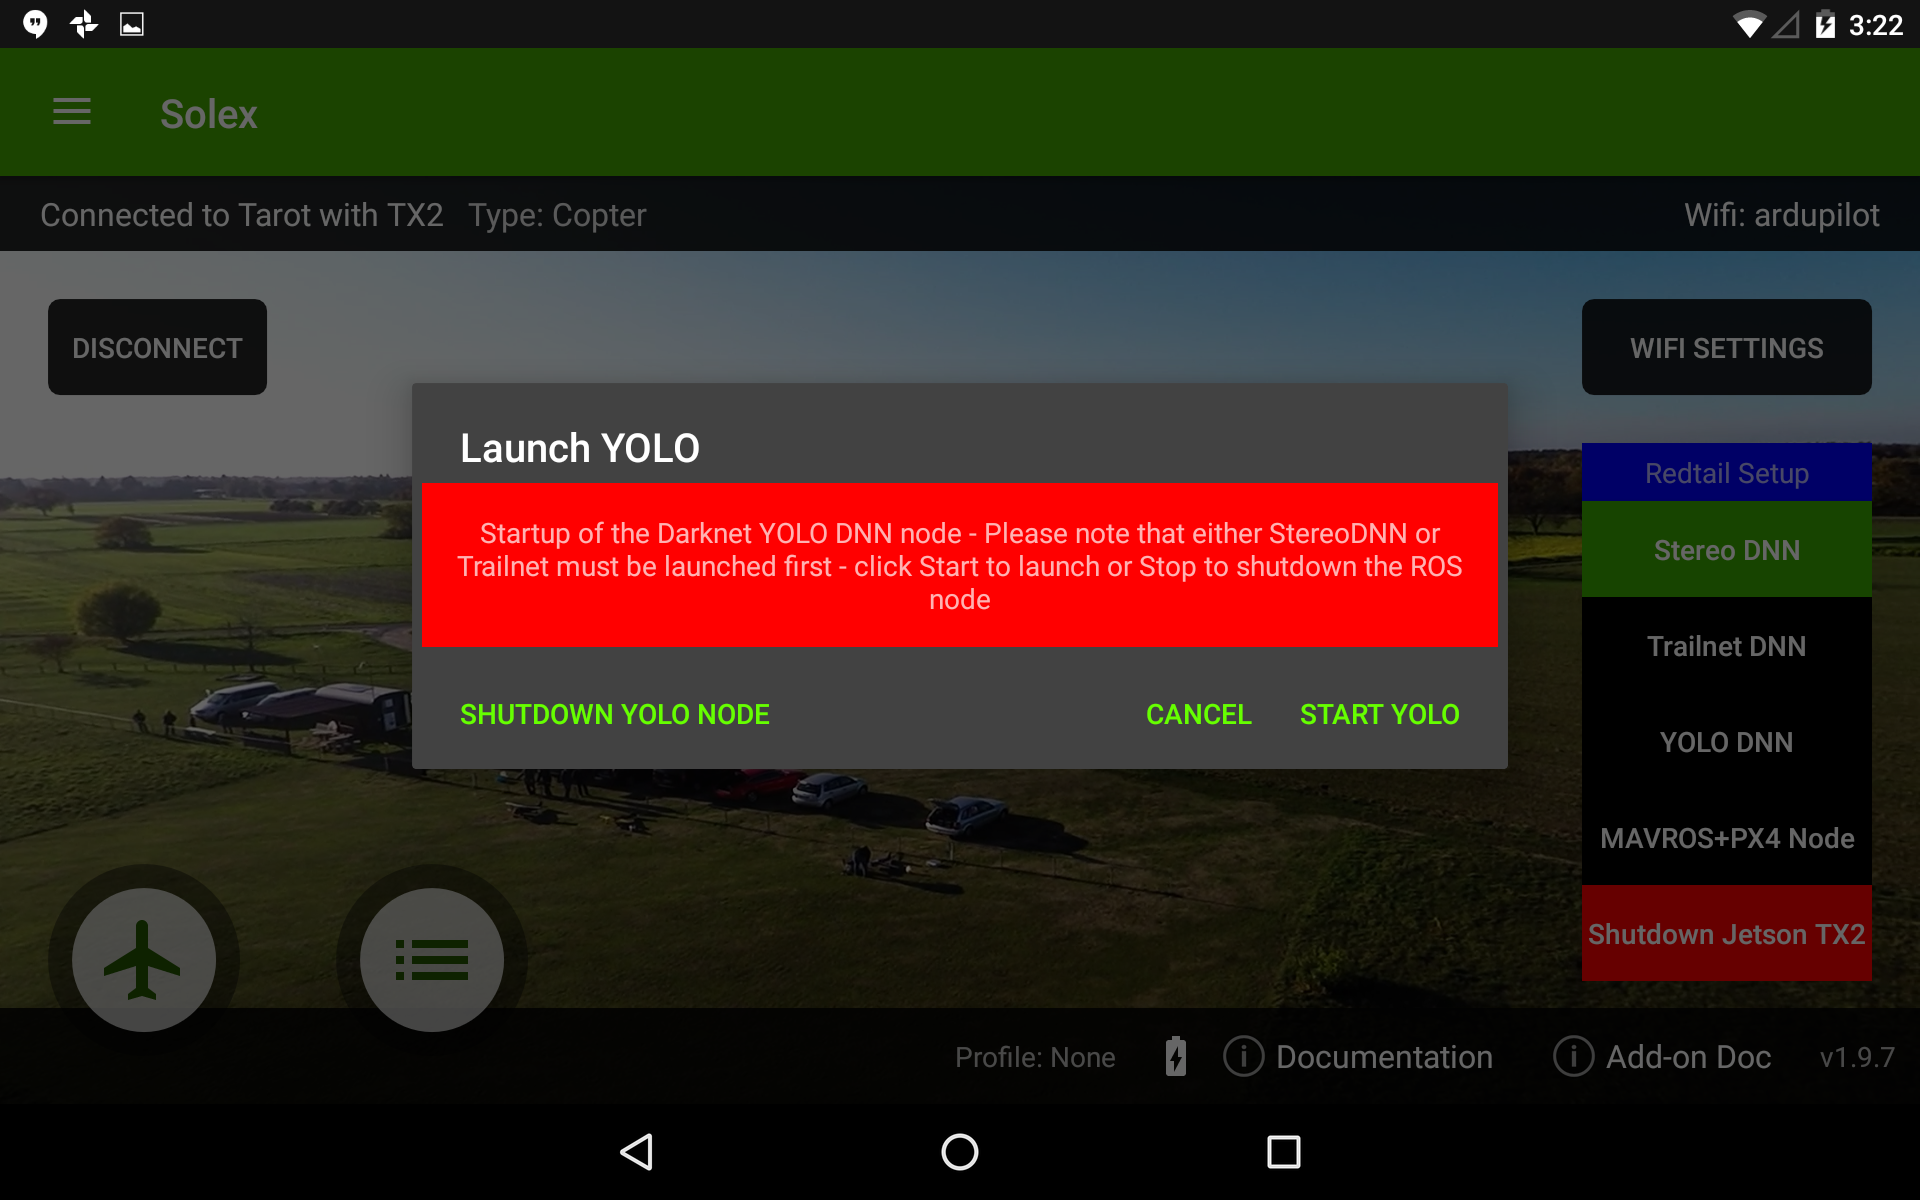 3:22
Solex
Connected to Tarot with TX2 Type: Copter
Wifi: ardupilot
DISCONNECT
WIFI SETTINGS
Launch YOLO
Startup of the Darknet YOLO DNN node - Please note that either StereoDNN or
Trailnet must be launched first - click Start to launch or Stop to shutdown the ROS
node
SHUTDOWN YOLO NODE
CANCEL
START YOLO
Redtail Setup
Stereo DNN
Trailnet DNN
YOLO DNN
MAVROS+PX4 Node
Shutdown Jetson TX2
Profile: None
Documentation
Add-on Doc
v1.9.7